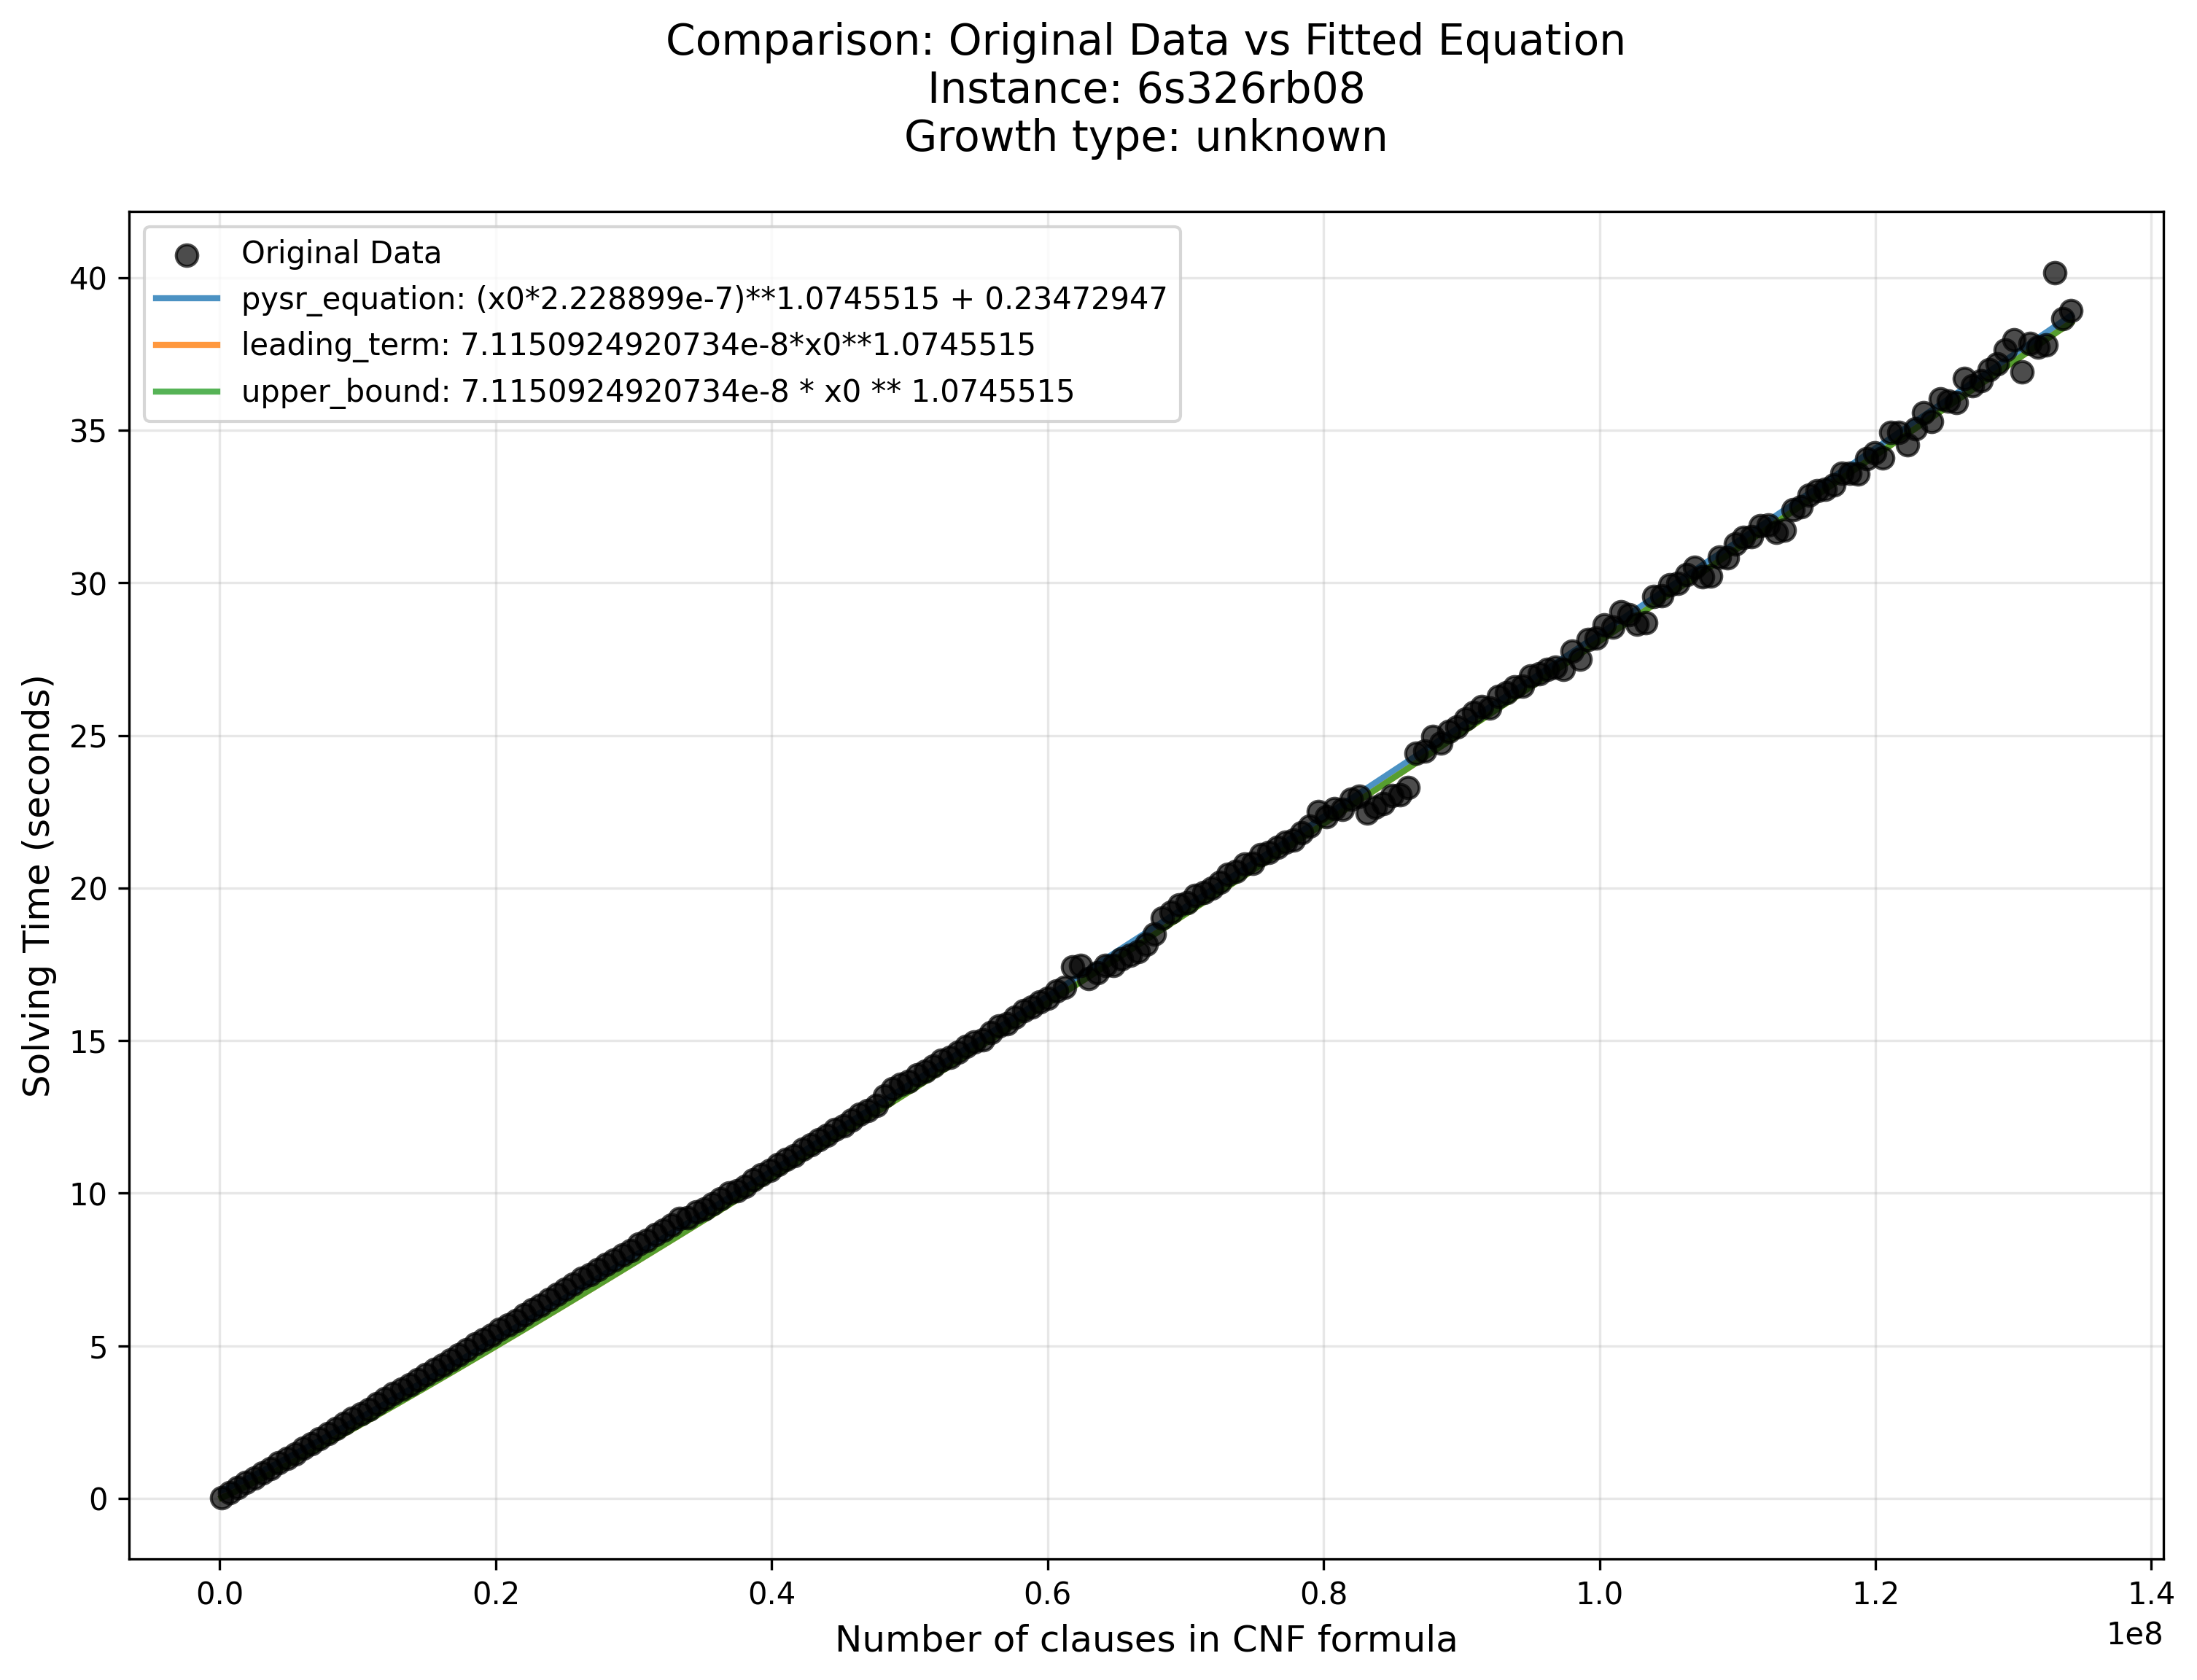 Comparison: Original Data vs Fitted Equation
Instance: 6s326rb08
Growth type: unknown
Original Data
pysr_equation: (x0*2.228899e-7)**1.0745515 + 0.23472947
leading_term: 7.1150924920734e-8*x0**1.0745515
upper_bound: 7.1150924920734e-8 * x0 ** 1.0745515
Solving Time (seconds)
40
35
30
25
20
15
10
5
0
0.0 0.2 0.4 0.6 0.8 1.0 1.2 1.4
1e8
Number of clauses in CNF formula